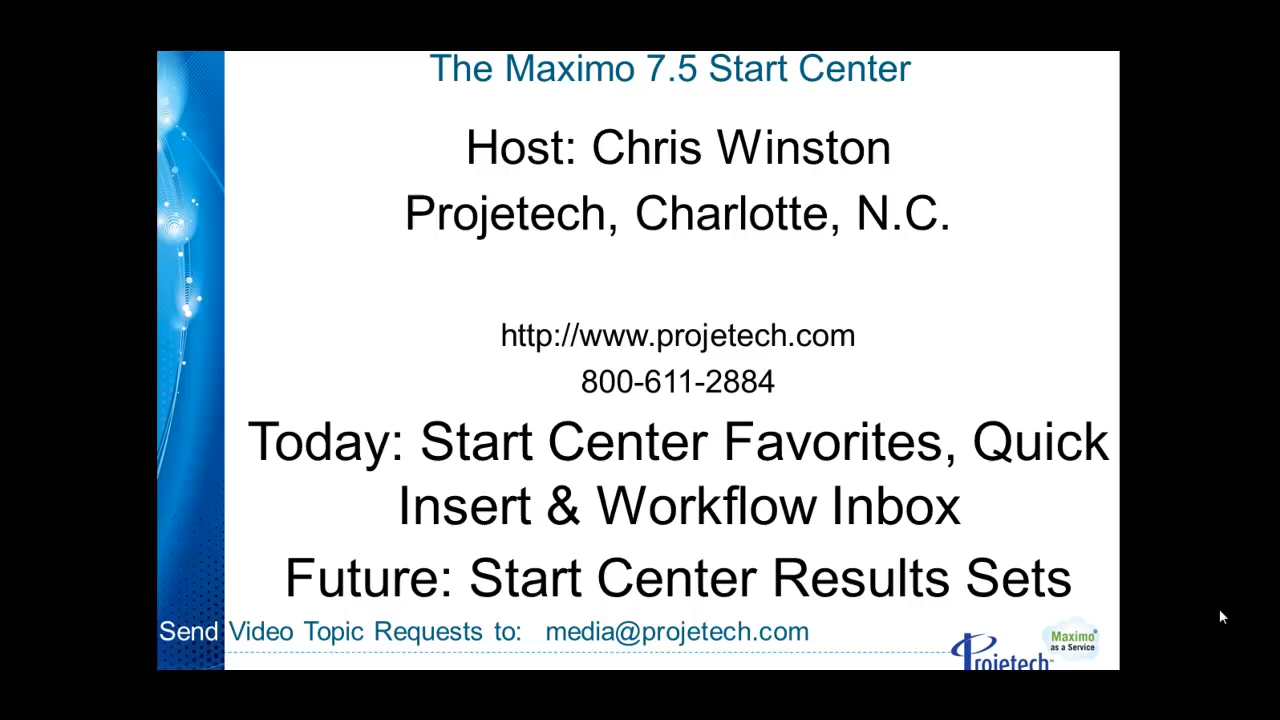 The Maximo 7.5 Start Center
Host: Chris Winston
Projetech, Charlotte, N.C.
http://www.projetech.com
800-611-2884
Today: Start Center Favorites, Quick
Insert & Workflow Inbox
Future: Start Center Results Sets
Send Video Topic Requests to: media@projetech.com
Projetech™
Maximo®
as a Service